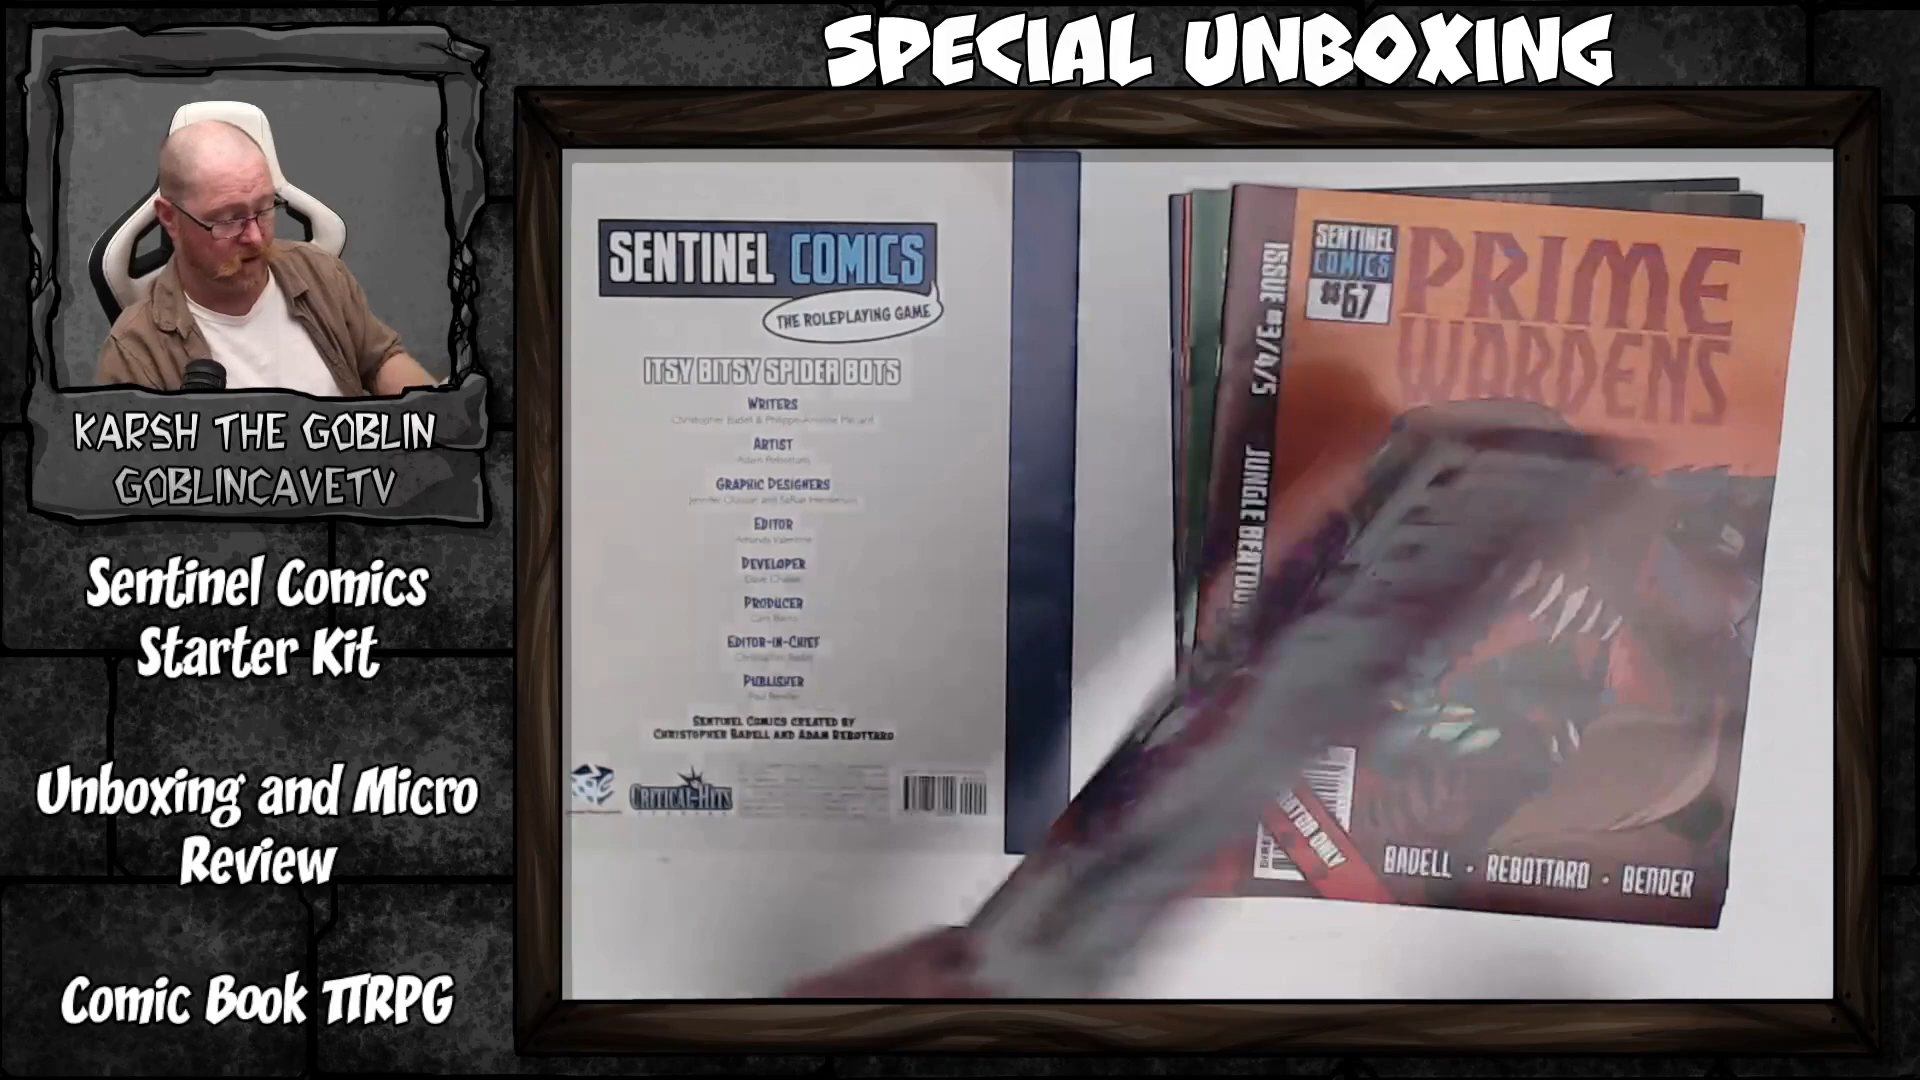 SPECIAL UNBOXING
KARSH THE GOBLIN
GOBLINCAVETV
Sentinel Comics
Starter Kit
Unboxing and Micro
Review
Comic Book TTRPG
SENTINEL COMICS
THE ROLEPLAYING GAME
ITSY BITSY SPIDER BOTS
WRITERS
ARTIST
GRAPHIC DESIGNERS
EDITOR
DEVELOPER
PRODUCER
EDITOR-IN-CHIEF
PUBLISHER
SENTINEL COMICS CREATED BY
CHRISTOPHER BADELL AND ADAM REBOTTARO
CRITICAL-HITS
ISSUE #3/4/5
JUNGLE
SENTINEL
COMICS
#67
PRIME
WARDENS
ONLY
BADELL · REBOTTARO · BENDER